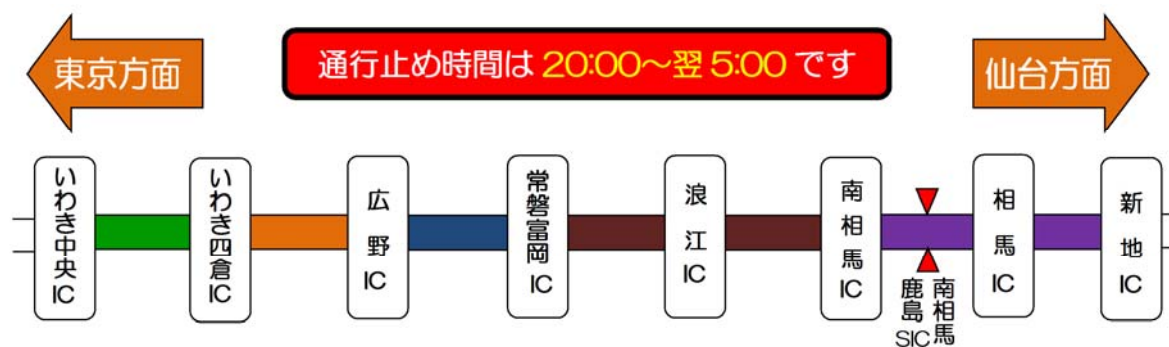 東京方面
通行止め時間は 20:00～翌5:00 です
仙台方面
いわき中央IC
いわき四倉IC
広野IC
常磐富岡IC
浪江IC
南相馬IC
南相馬
鹿島SIC
相馬IC
新地IC